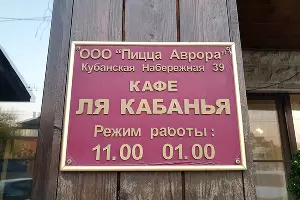 ООО "Пицца Аврора"
Кубанская Набережная 39
КАФЕ
ЛЯ КАБАНЬЯ
Режим работы:
11.00 01.00